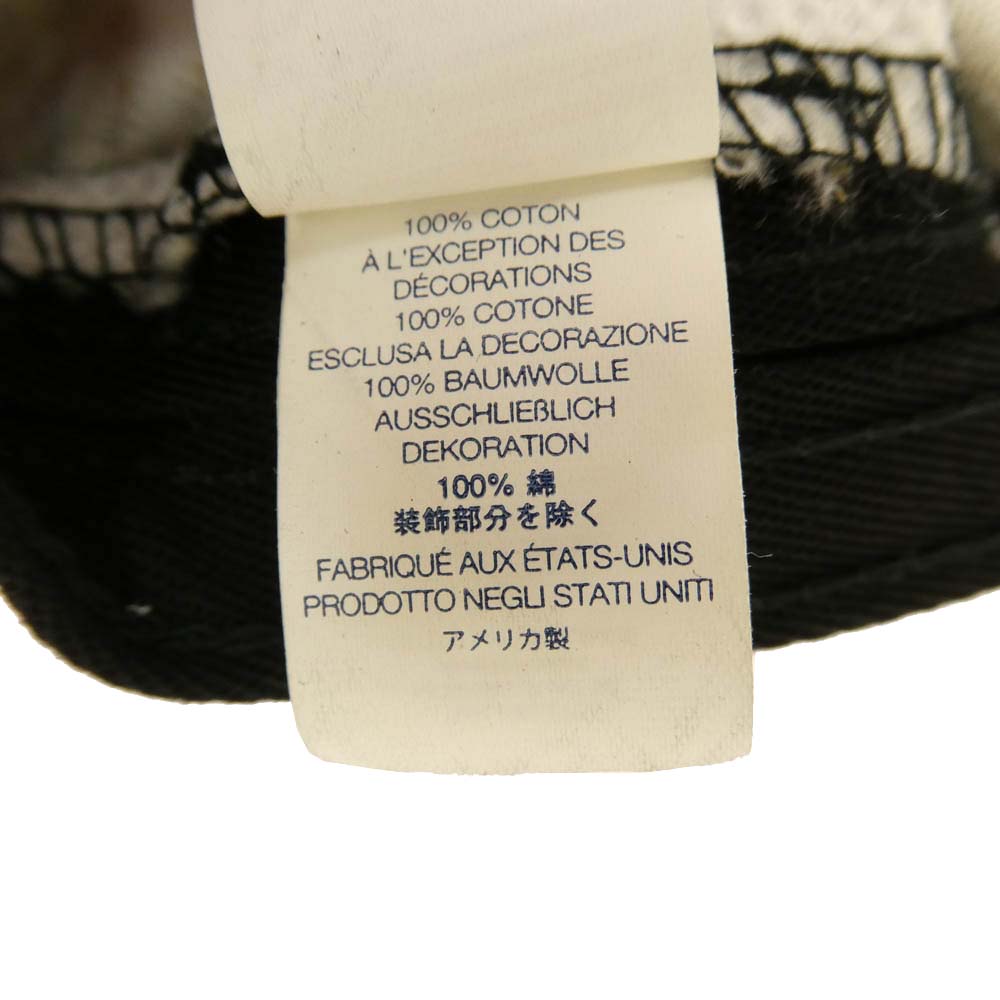 100% COTON
À L'EXCEPTION DES
DÉCORATIONS
100% COTONE
ESCLUSA LA DECORAZIONE
100% BAUMWOLLE
AUSSCHLIEßLICH
DEKORATION
100% 綿
装飾部分を除く
FABRIQUÉ AUX ÉTATS-UNIS
PRODOTTO NEGLI STATI UNITI
アメリカ製